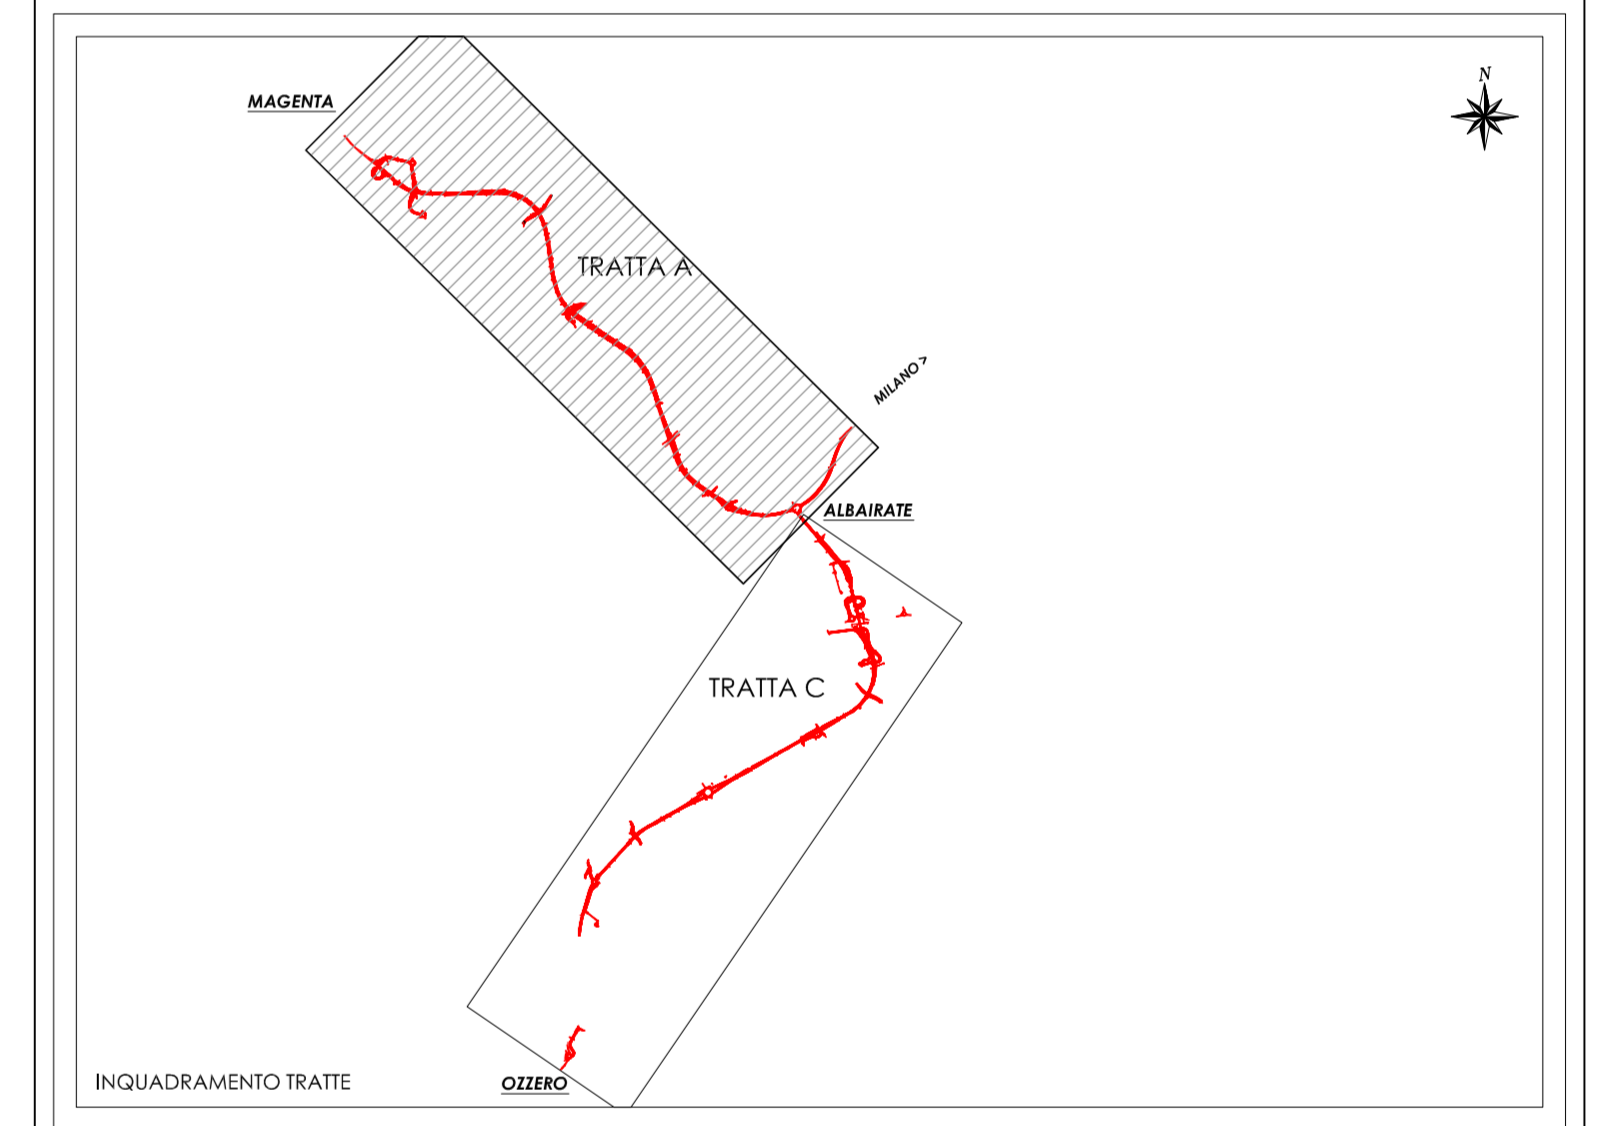 N
MAGENTA
TRATTA A
MILANO >
ALBAIRATE
TRATTA C
INQUADRAMENTO TRATTE
OZZERO